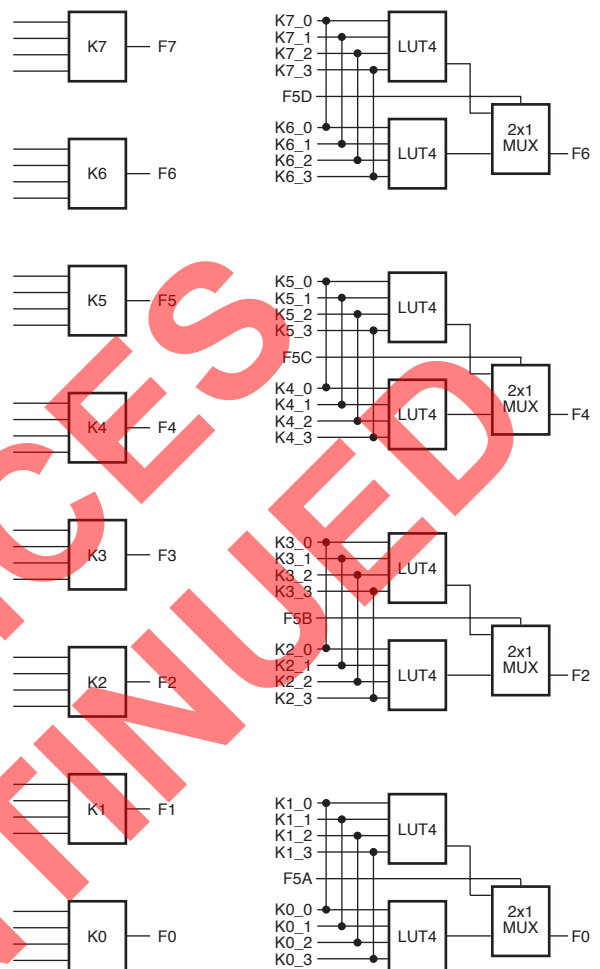 K7 F7
K6 F6
K5 F5
K4 F4
K3 F3
K2 F2
K1 F1
K0 F0
K7_0
K7_1
K7_2
K7_3
LUT4
F5D
K6_0
K6_1
K6_2
K6_3
LUT4
2x1
MUX
F6
K5_0
K5_1
K5_2
K5_3
LUT4
F5C
K4_0
K4_1
K4_2
K4_3
LUT4
2x1
MUX
F4
K3_0
K3_1
K3_2
K3_3
LUT4
F5B
K2_0
K2_1
K2_2
K2_3
LUT4
2x1
MUX
F2
K1_0
K1_1
K1_2
K1_3
LUT4
F5A
K0_0
K0_1
K0_2
K0_3
LUT4
2x1
MUX
F0
CES
TINUED